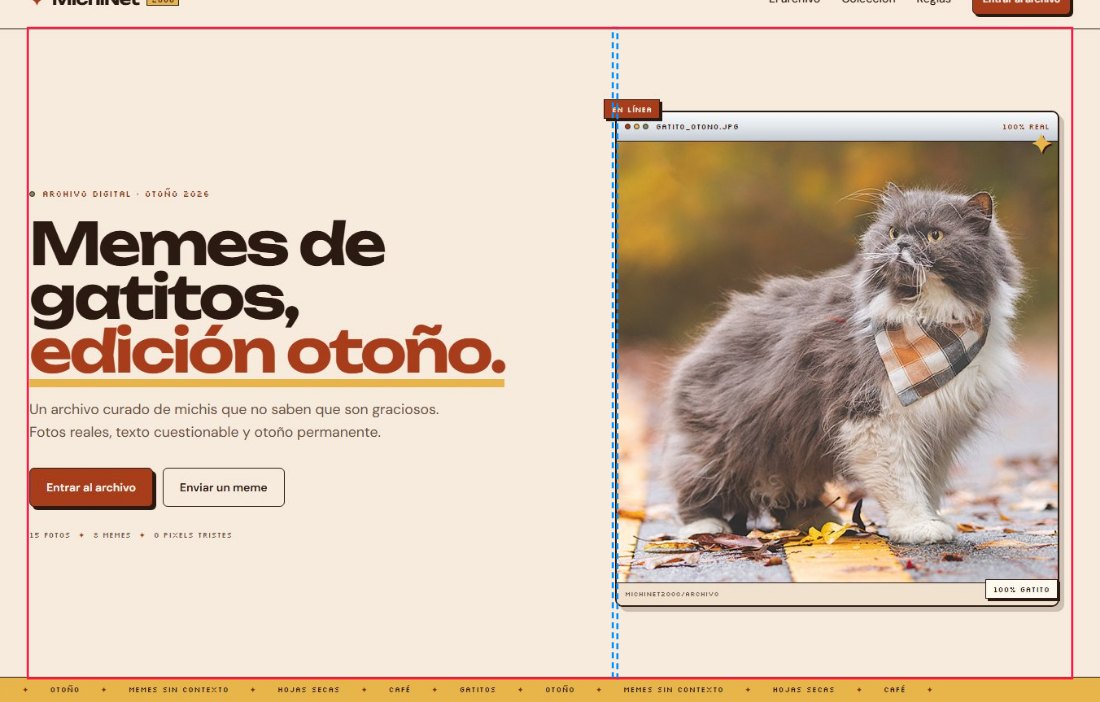 MichiNet 2000
El archivo Colección Reglas Entrar al archivo
EN LÍNEA
GATITO_OTONO.JPG 100% REAL
ARCHIVO DIGITAL · OTOÑO 2026
Memes de
gatitos,
edición otoño.
Un archivo curado de michis que no saben que son graciosos.
Fotos reales, texto cuestionable y otoño permanente.
Entrar al archivo Enviar un meme
15 FOTOS ✦ 8 MEMES ✦ 0 PIXELS TRISTES
MICHINET2000/ARCHIVO 100% GATITO
✦ OTOÑO ✦ MEMES SIN CONTEXTO ✦ HOJAS SECAS ✦ CAFÉ ✦ GATITOS ✦ OTOÑO ✦ MEMES SIN CONTEXTO ✦ HOJAS SECAS ✦ CAFÉ ✦